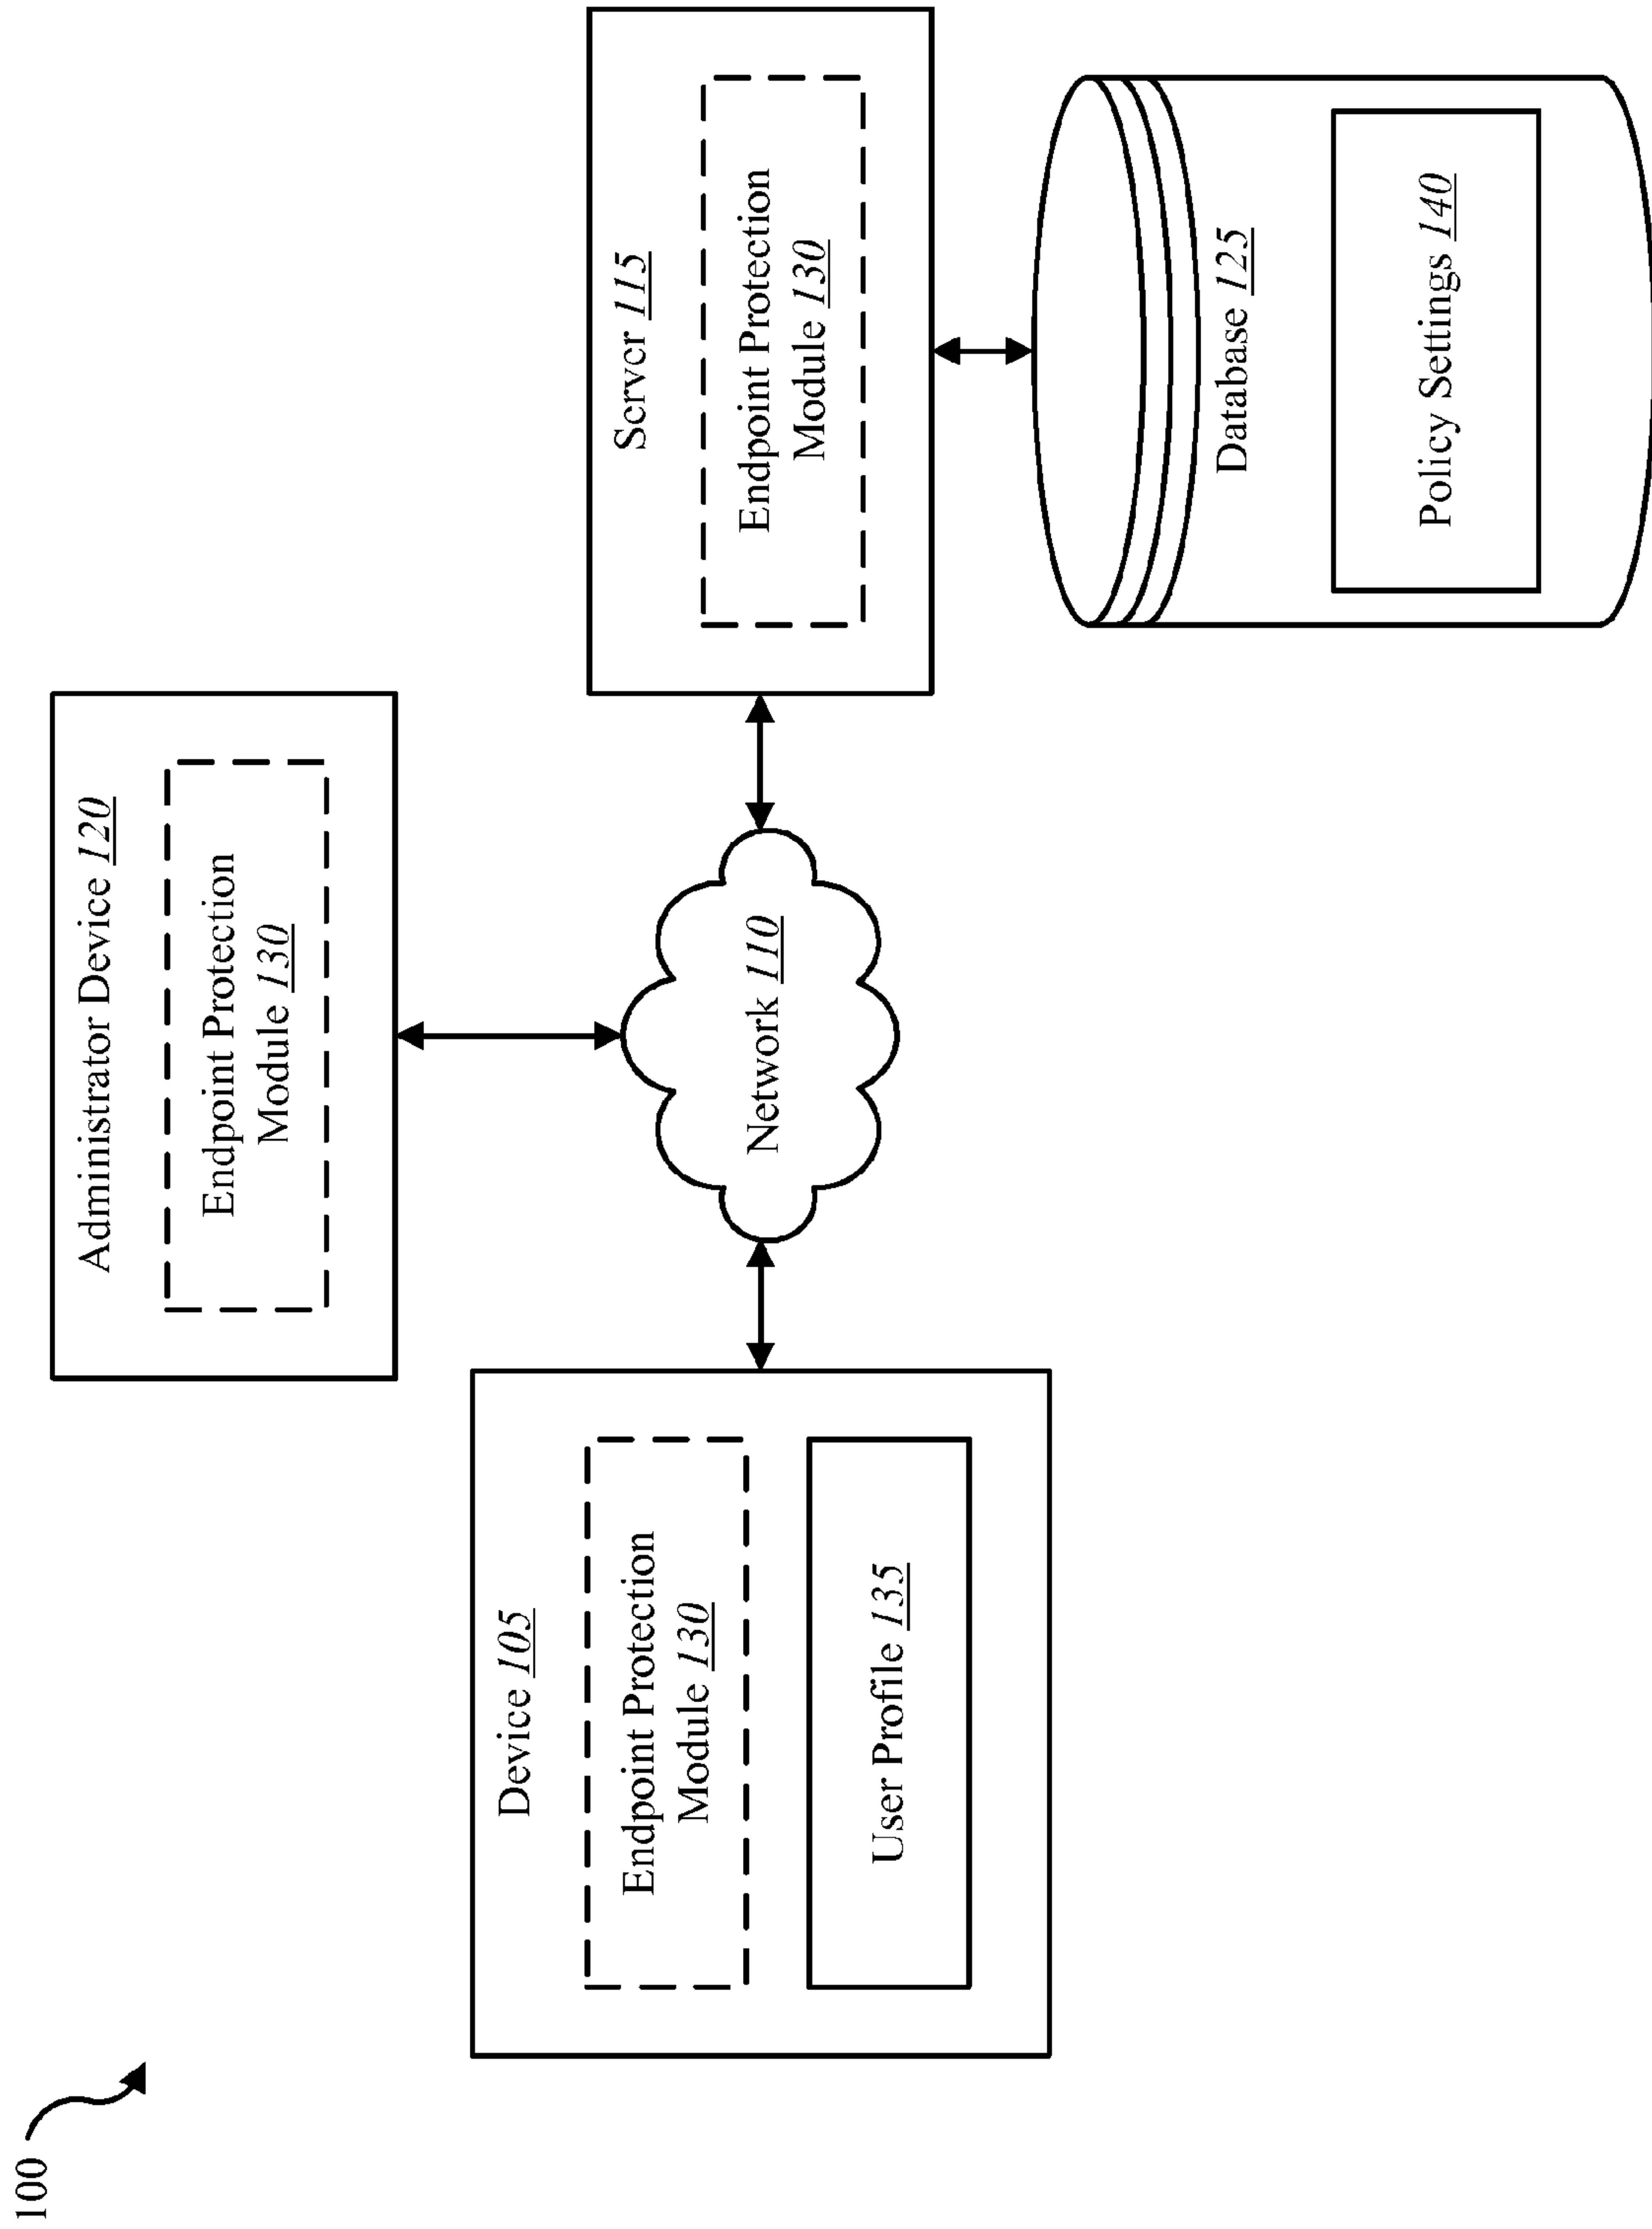 100
Administrator Device 120
Endpoint Protection
Module 130
Device 105
Endpoint Protection
Module 130
User Profile 135
Network 110
Server 115
Endpoint Protection
Module 130
Database 125
Policy Settings 140